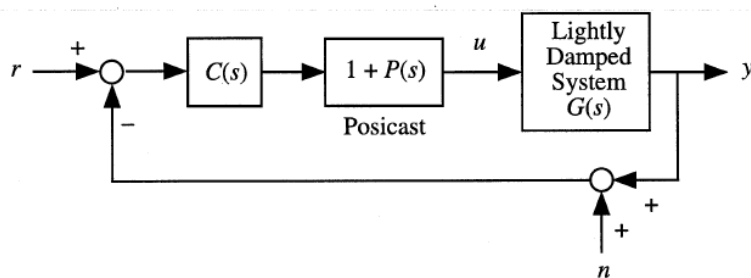 r
+
−
C(s)
1 + P(s)
Posicast
u
Lightly
Damped
System
G(s)
y
+
+
n